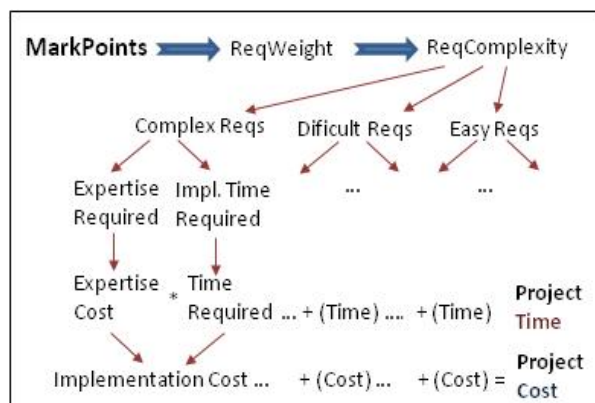 MarkPoints ReqWeight ReqComplexity
Complex Reqs Dificult Reqs Easy Reqs
Expertise Required Impl. Time Required ... ...
Expertise Cost * Time Required ... + (Time) .... + (Time) Project Time
Implementation Cost ... + (Cost) ... + (Cost) = Project Cost